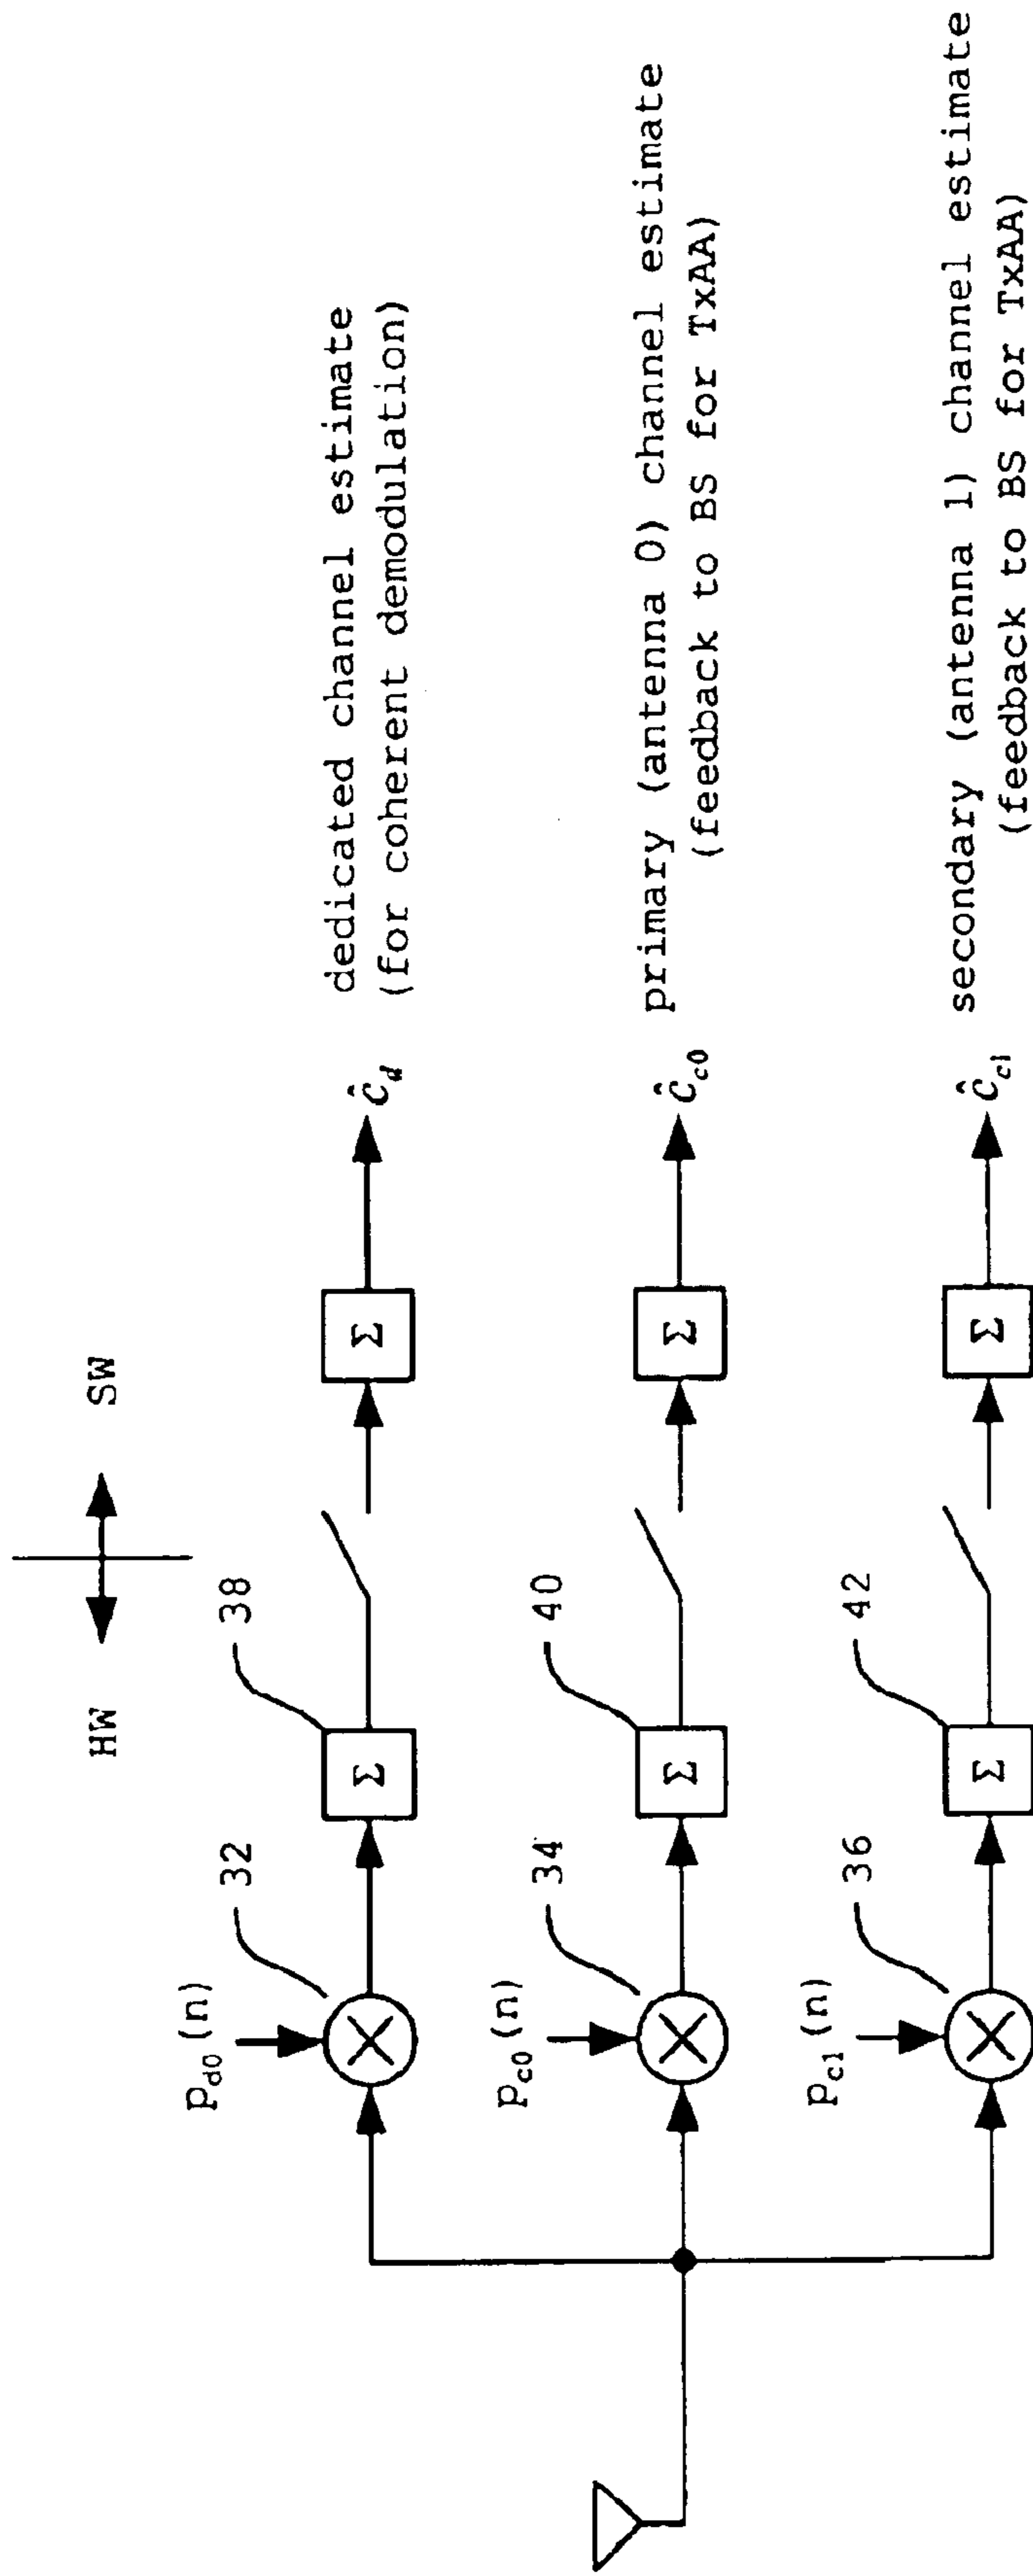 HW SW
p_d0(n)
32
38
Σ
Σ
ĉ_d
dedicated channel estimate
(for coherent demodulation)
p_c0(n)
34
40
Σ
Σ
ĉ_c0
primary (antenna 0) channel estimate
(feedback to BS for TxAA)
p_c1(n)
36
42
Σ
Σ
ĉ_c1
secondary (antenna 1) channel estimate
(feedback to BS for TxAA)